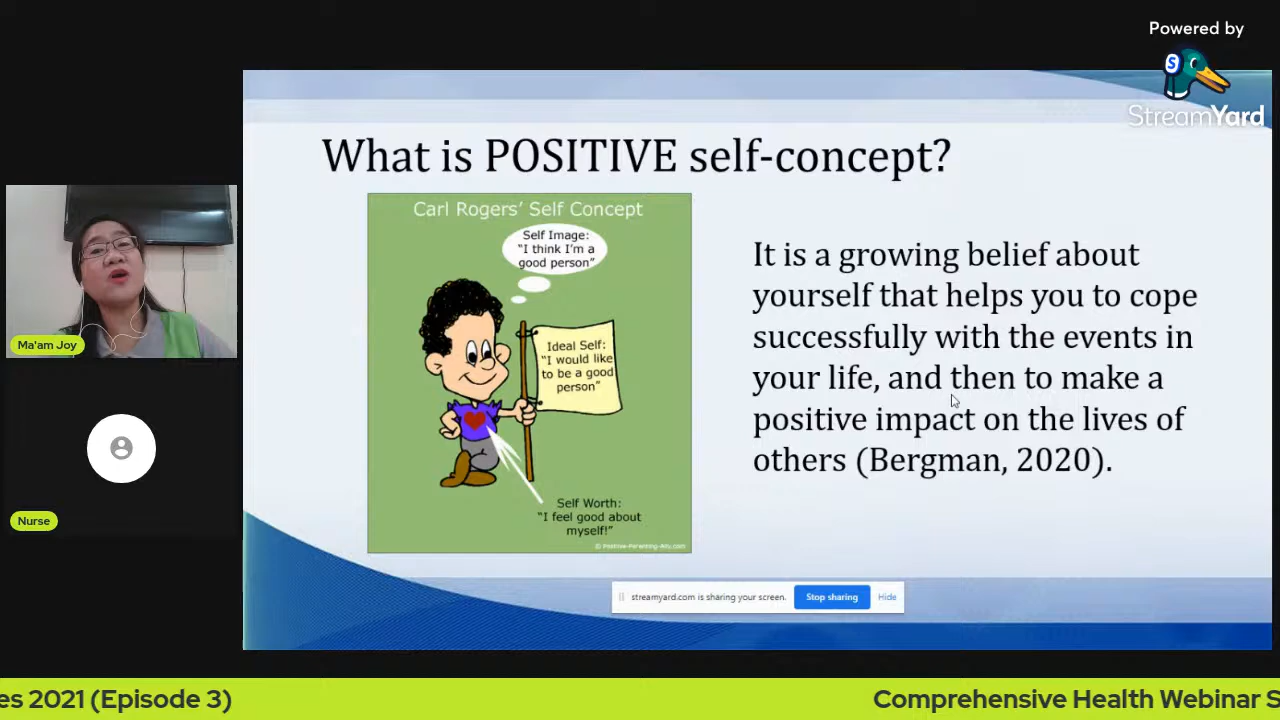 Powered by
StreamYard
What is POSITIVE self-concept?
Carl Rogers' Self Concept
Self Image:
"I think I'm a
good person"
Ideal Self:
"I would like
to be a good
person"
Self Worth:
"I feel good about
myself!"
© Positive-Parenting-Ally.com
It is a growing belief about
yourself that helps you to cope
successfully with the events in
your life, and then to make a
positive impact on the lives of
others (Bergman, 2020).
Ma'am Joy
Nurse
streamyard.com is sharing your screen.
Stop sharing
Hide
es 2021 (Episode 3)
Comprehensive Health Webinar S